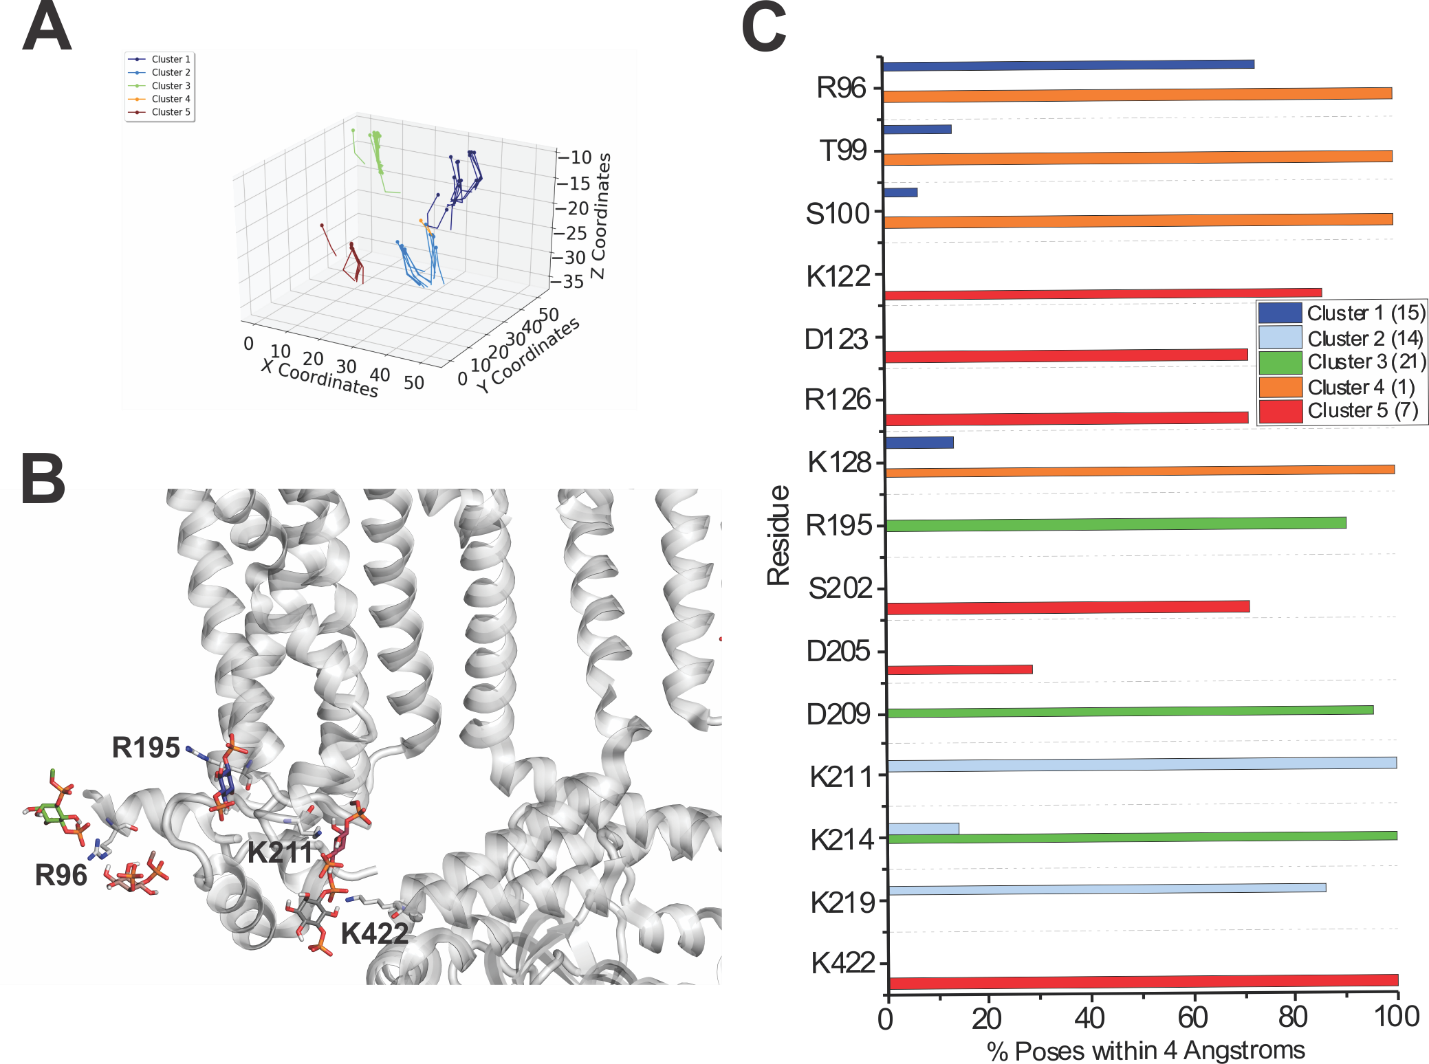 A
Cluster 1
Cluster 2
Cluster 3
Cluster 4
Cluster 5
−10
−15
−20
−25
−30
−35
Z Coordinates
0 10 20 30 40 50
X Coordinates
0 10 20 30 40 50
Y Coordinates
B
R195
R96
K211
K422
C
R96
T99
S100
K122
D123
R126
K128
R195
S202
D205
D209
K211
K214
K219
K422
Residue
Cluster 1 (15)
Cluster 2 (14)
Cluster 3 (21)
Cluster 4 (1)
Cluster 5 (7)
0 20 40 60 80 100
% Poses within 4 Angstroms